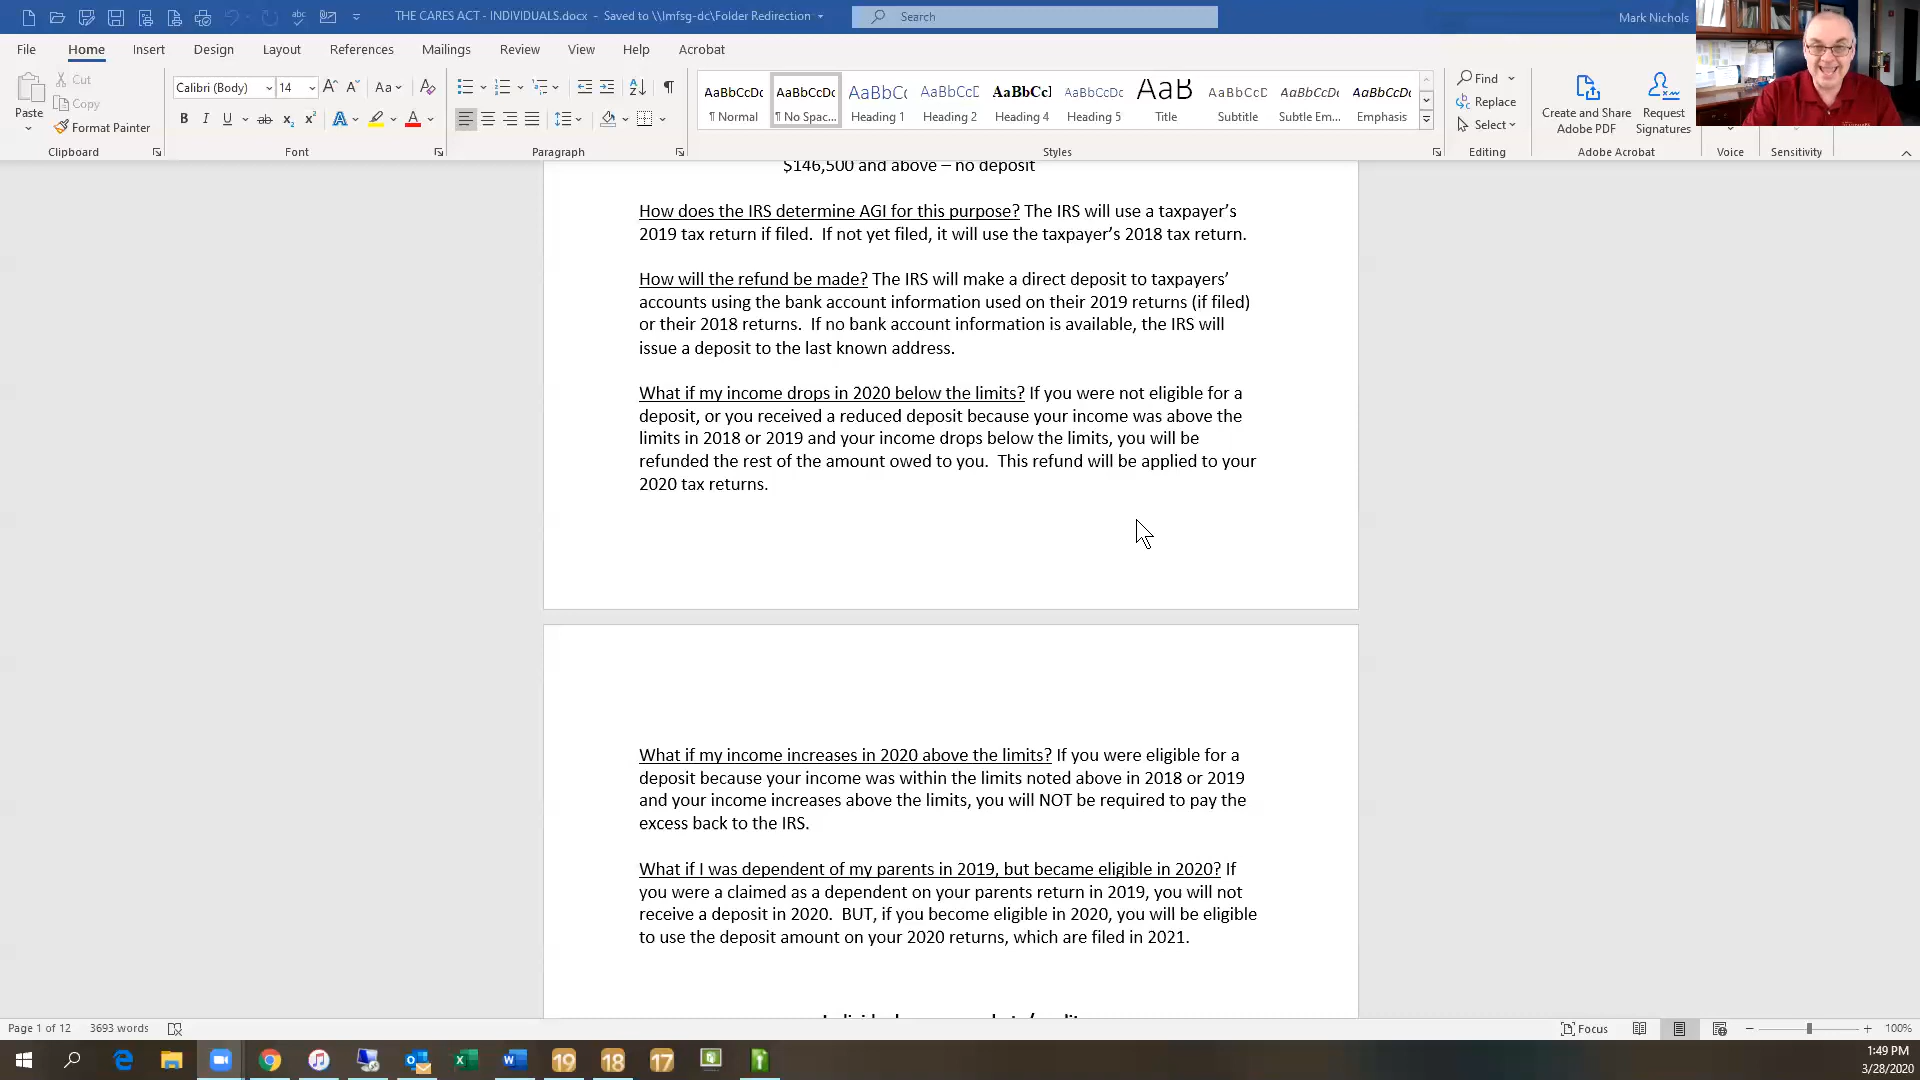 THE CARES ACT - INDIVIDUALS.docx - Saved to \\lmfsg-dc\Folder Redirection
Search
Mark Nichols
File Home Insert Design Layout References Mailings Review View Help Acrobat
Paste
Cut
Copy
Format Painter
Clipboard
Calibri (Body) 14
Font
Paragraph
AaBbCcDc AaBbCcDc AaBbCc AaBbCcD AaBbCcI AaBbCcDc AaB AaBbCcD AaBbCcDc AaBbCcDc
¶ Normal ¶ No Spac... Heading 1 Heading 2 Heading 4 Heading 5 Title Subtitle Subtle Em... Emphasis
Styles
Find
Replace
Select
Editing
Create and Share Adobe PDF
Request Signatures
Adobe Acrobat
Voice
Sensitivity
$146,500 and above – no deposit
How does the IRS determine AGI for this purpose? The IRS will use a taxpayer’s
2019 tax return if filed.  If not yet filed, it will use the taxpayer’s 2018 tax return.
How will the refund be made? The IRS will make a direct deposit to taxpayers’
accounts using the bank account information used on their 2019 returns (if filed)
or their 2018 returns.  If no bank account information is available, the IRS will
issue a deposit to the last known address.
What if my income drops in 2020 below the limits? If you were not eligible for a
deposit, or you received a reduced deposit because your income was above the
limits in 2018 or 2019 and your income drops below the limits, you will be
refunded the rest of the amount owed to you.  This refund will be applied to your
2020 tax returns.
What if my income increases in 2020 above the limits? If you were eligible for a
deposit because your income was within the limits noted above in 2018 or 2019
and your income increases above the limits, you will NOT be required to pay the
excess back to the IRS.
What if I was dependent of my parents in 2019, but became eligible in 2020? If
you were a claimed as a dependent on your parents return in 2019, you will not
receive a deposit in 2020.  BUT, if you become eligible in 2020, you will be eligible
to use the deposit amount on your 2020 returns, which are filed in 2021.
Page 1 of 12 3693 words
Focus
100%
19 18 17
1:49 PM
3/28/2020